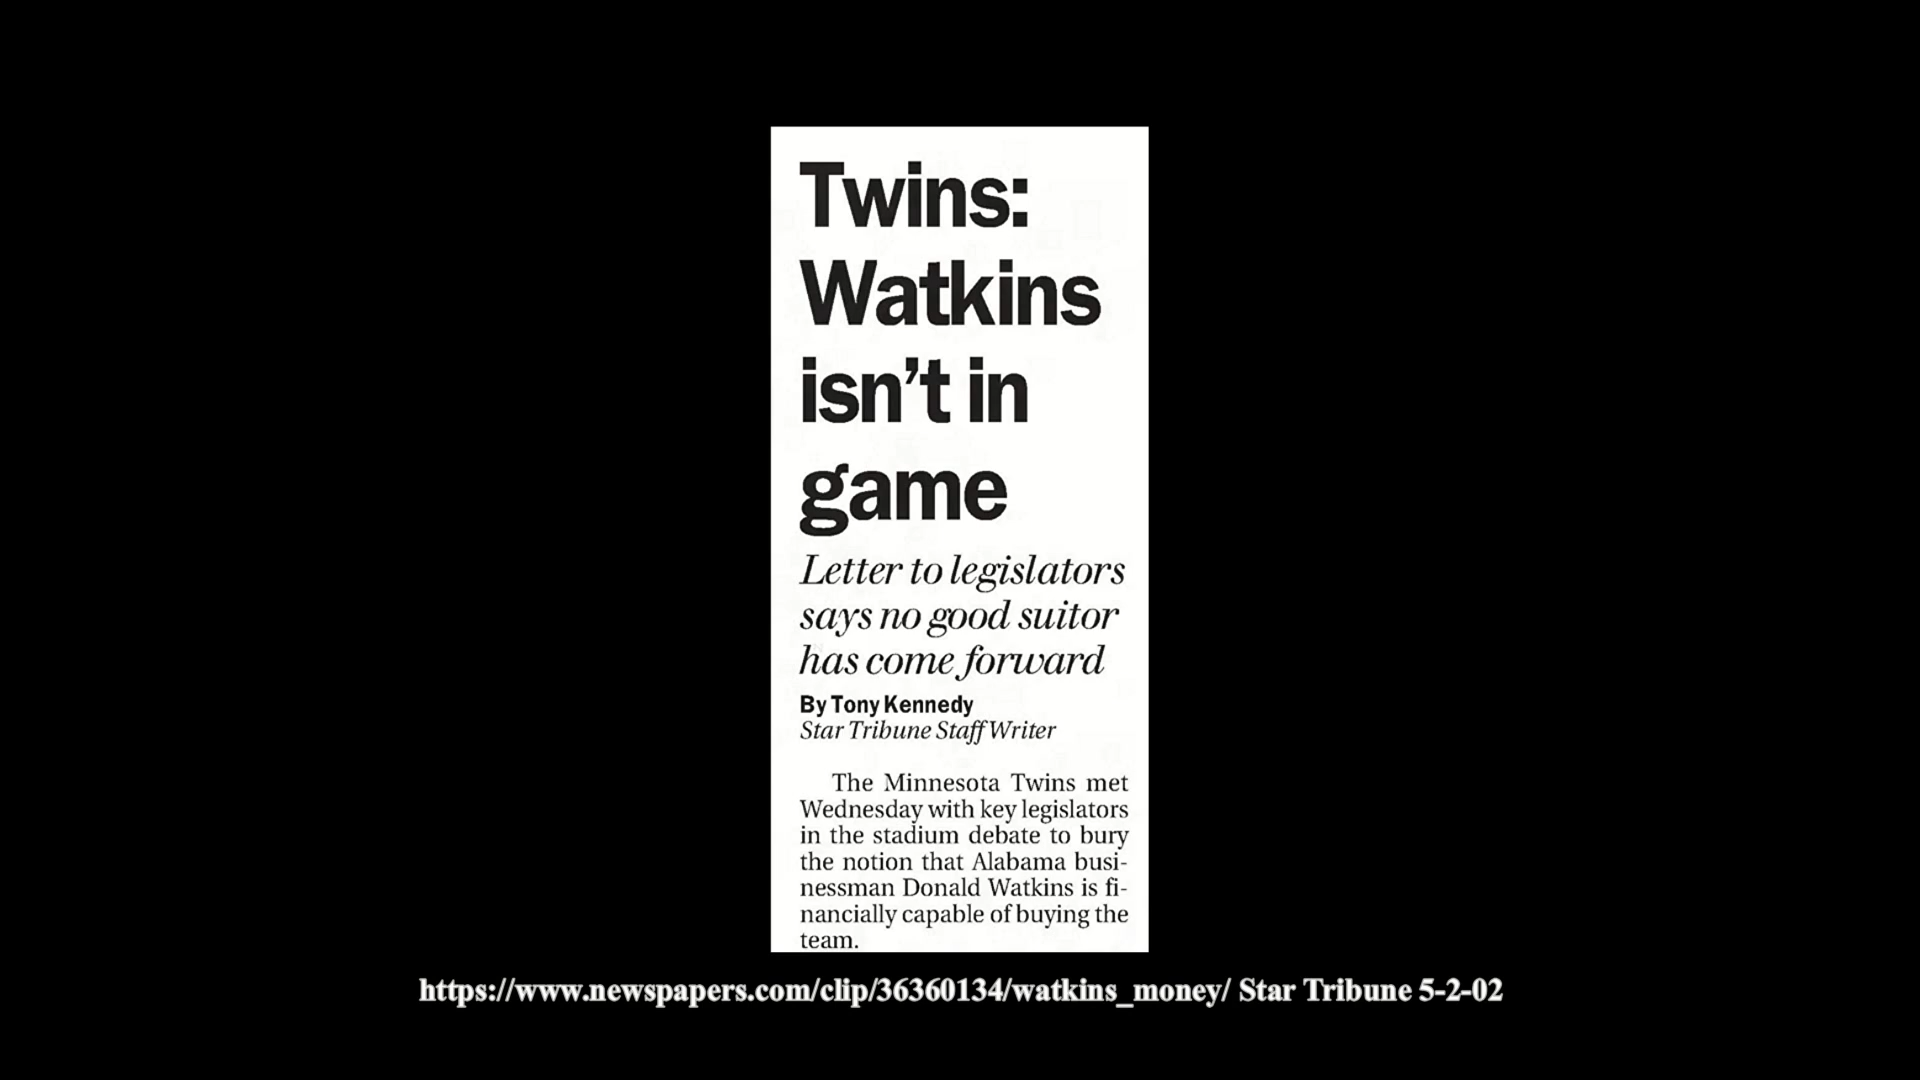 Twins:
Watkins
isn't in
game
Letter to legislators
says no good suitor
has come forward
By Tony Kennedy
Star Tribune Staff Writer
The Minnesota Twins met
Wednesday with key legislators
in the stadium debate to bury
the notion that Alabama busi-
nessman Donald Watkins is fi-
nancially capable of buying the
team.
https://www.newspapers.com/clip/36360134/watkins_money/ Star Tribune 5-2-02